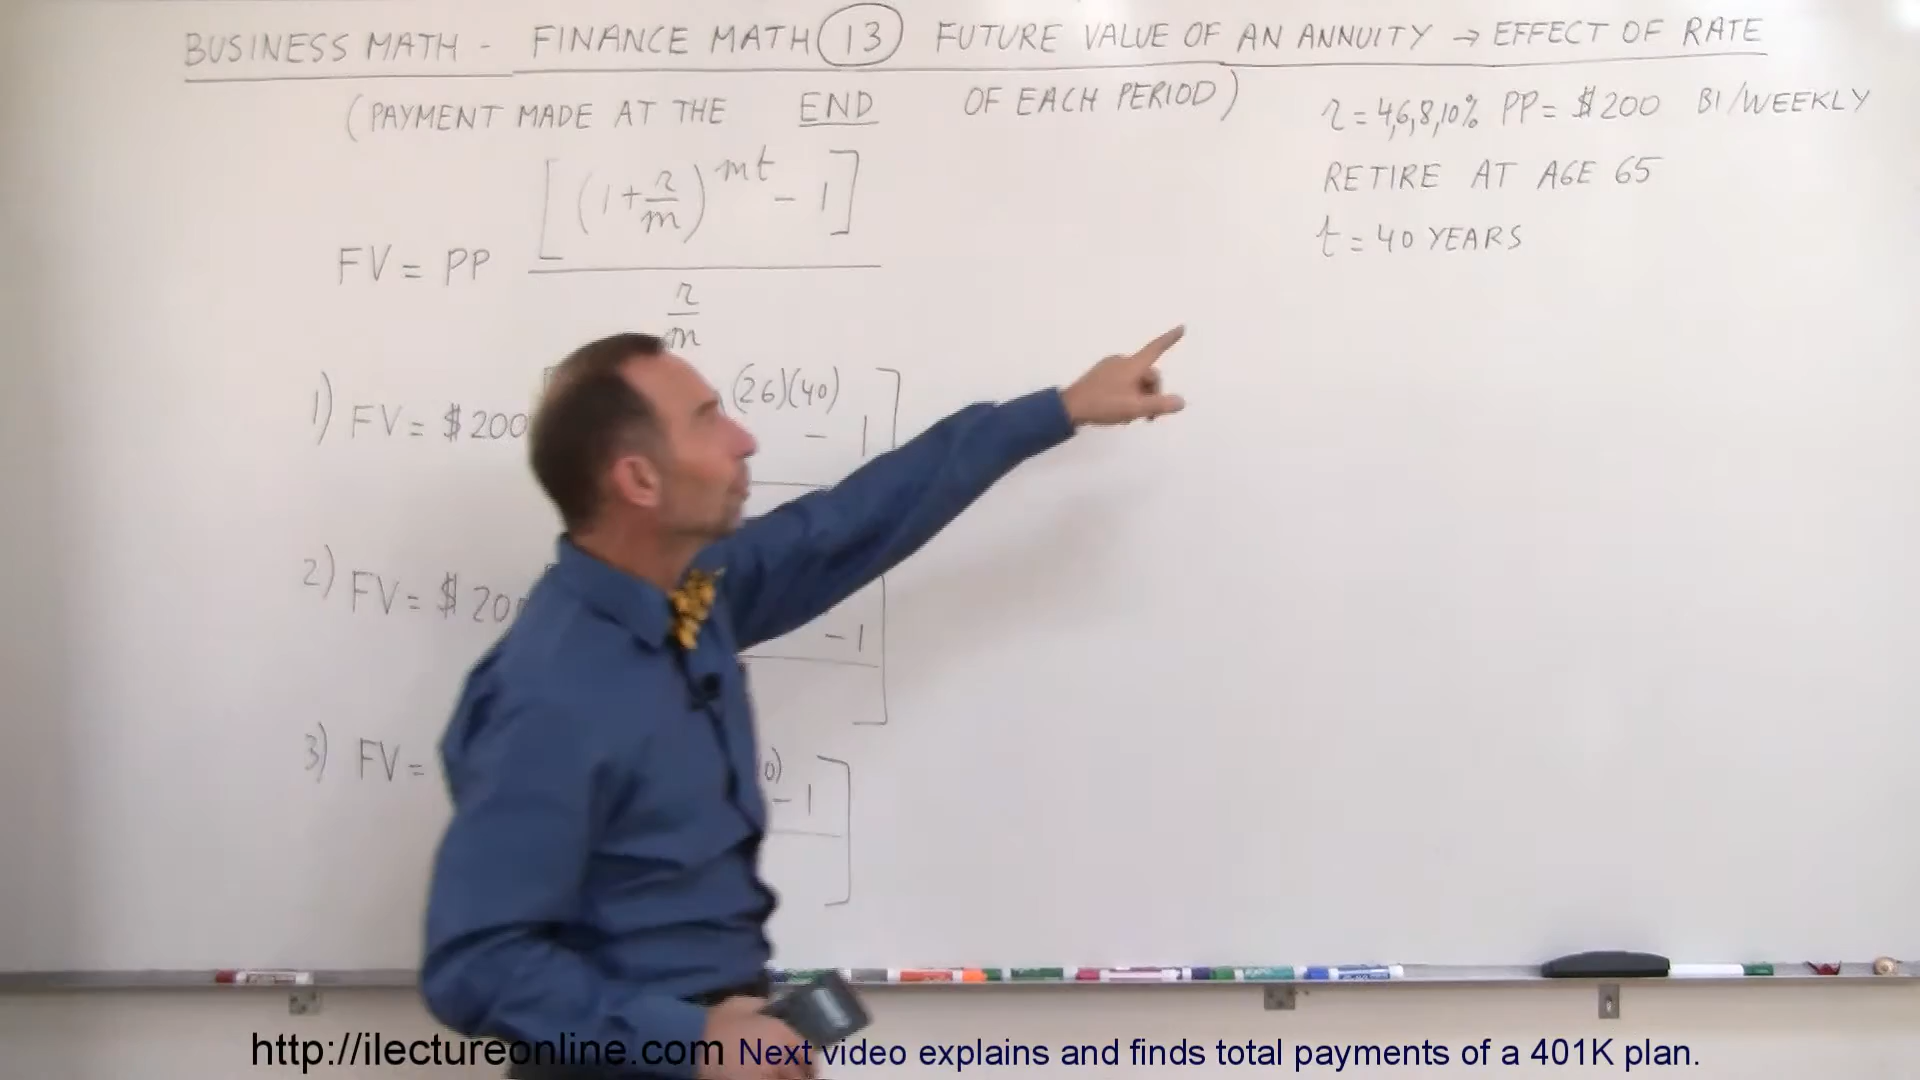 BUSINESS MATH - FINANCE MATH 13 FUTURE VALUE OF AN ANNUITY → EFFECT OF RATE
(PAYMENT MADE AT THE END OF EACH PERIOD)
r = 4,6,8,10% PP = $200 BI/WEEKLY
RETIRE AT AGE 65
t = 40 YEARS
[(1 + r/m)^mt - 1]
FV = PP
r/m
1) FV = $200 (26)(40) - 1]
2) FV = $20 - 1]
3) FV = 0) - 1]
http://ilectureonline.com Next video explains and finds total payments of a 401K plan.